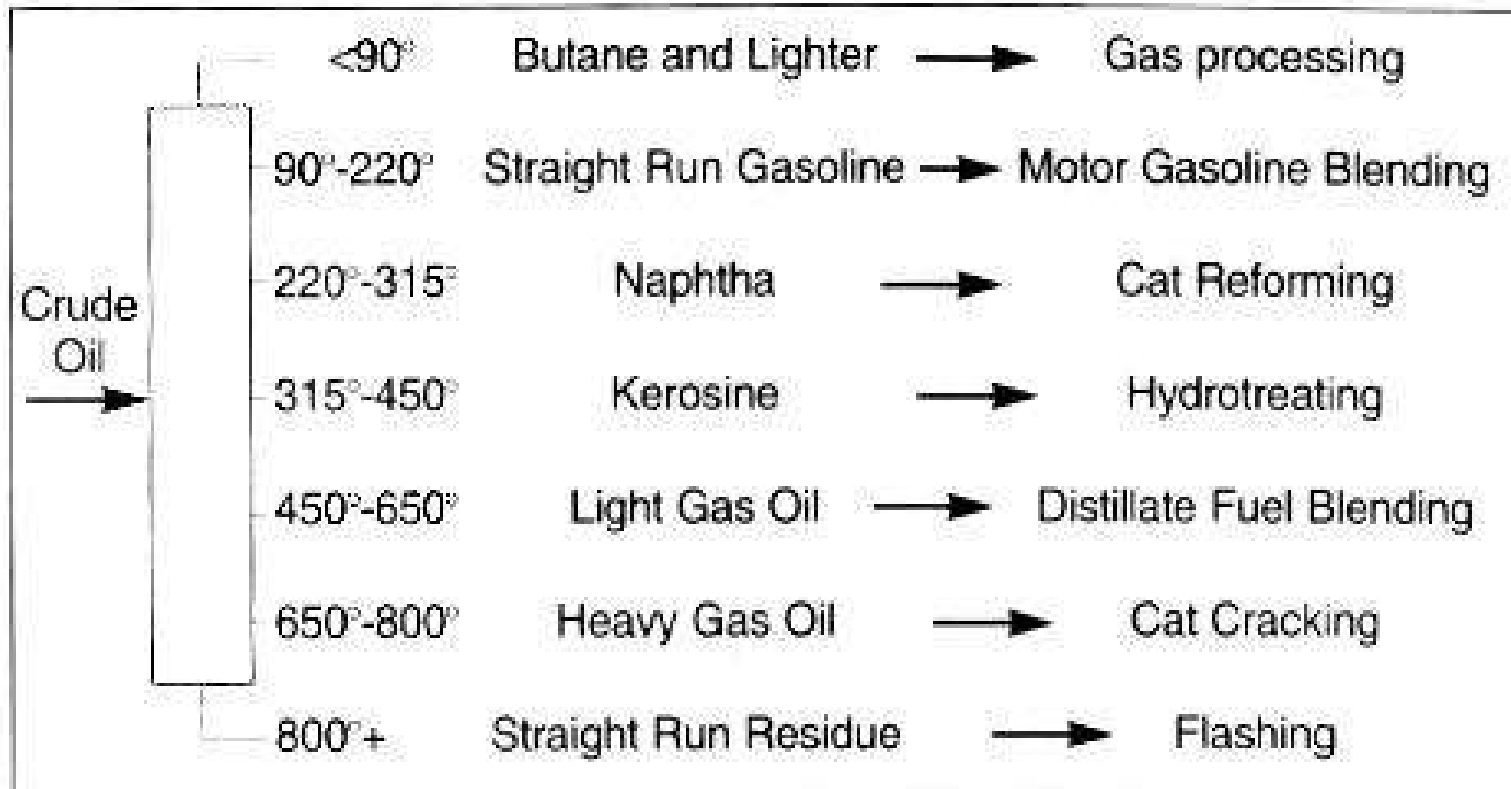 <90° Butane and Lighter Gas processing
90°-220° Straight Run Gasoline Motor Gasoline Blending
220°-315° Naphtha Cat Reforming
Crude
Oil
315°-450° Kerosine Hydrotreating
450°-650° Light Gas Oil Distillate Fuel Blending
650°-800° Heavy Gas Oil Cat Cracking
800°+ Straight Run Residue Flashing